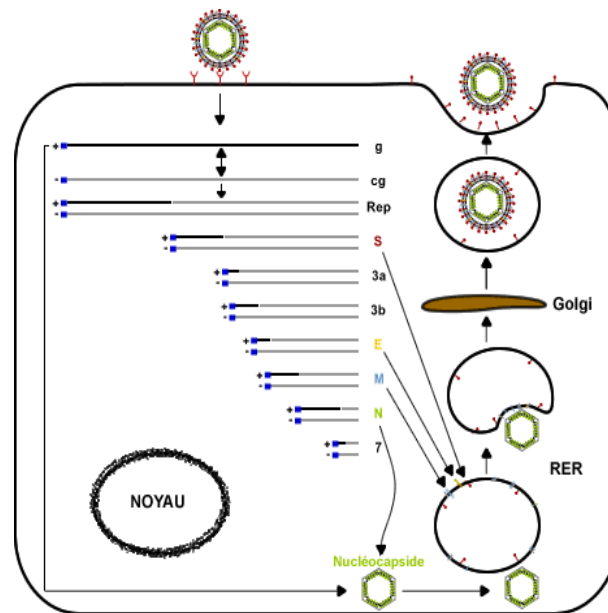 + g
- cg
+ Rep
-
+ S
-
+ 3a
-
+ 3b
-
+ E
-
+ M
-
+ N
-
+ 7
-
Golgi
RER
NOYAU
Nucléocapside